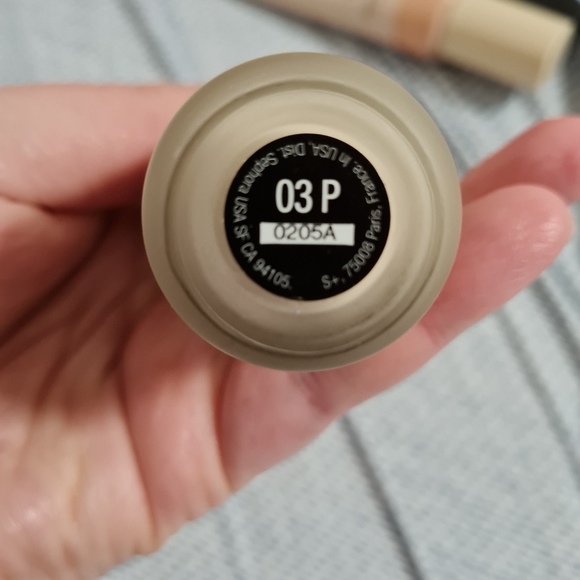 03 P
0205A
S+, 75008 Paris, France. In USA, Dist. Sephora USA SF CA 94105.